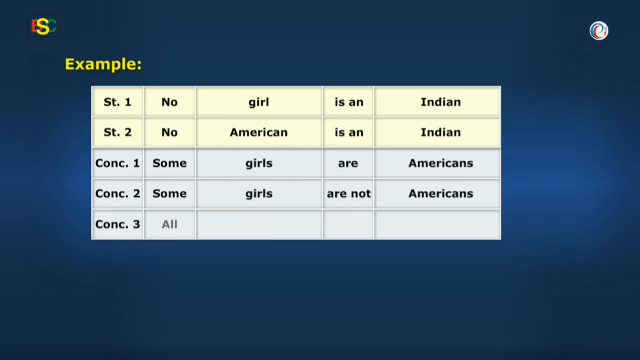 ESC
Example:
St. 1 No girl is an Indian
St. 2 No American is an Indian
Conc. 1 Some girls are Americans
Conc. 2 Some girls are not Americans
Conc. 3 All